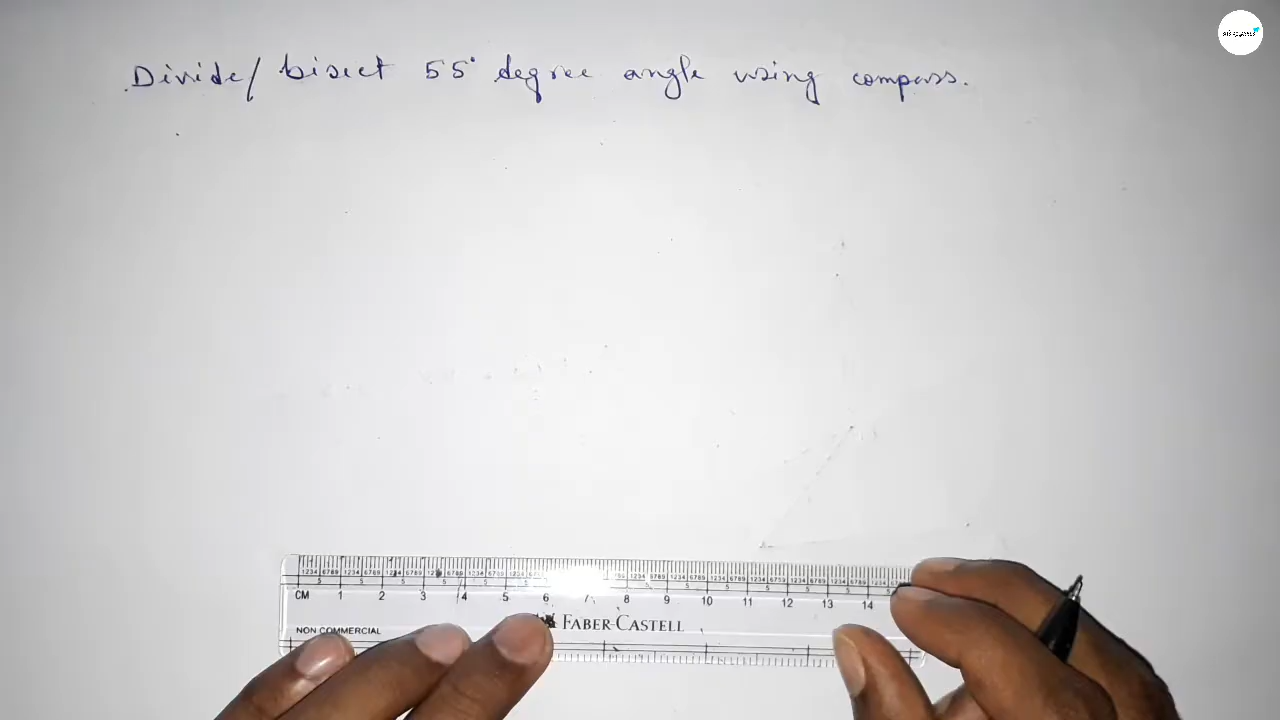 Divide/ bisect 55° degree angle using compass.
CM 1 2 3 4 5 6 7 8 9 10 11 12 13 14
FABER-CASTELL
NON COMMERCIAL